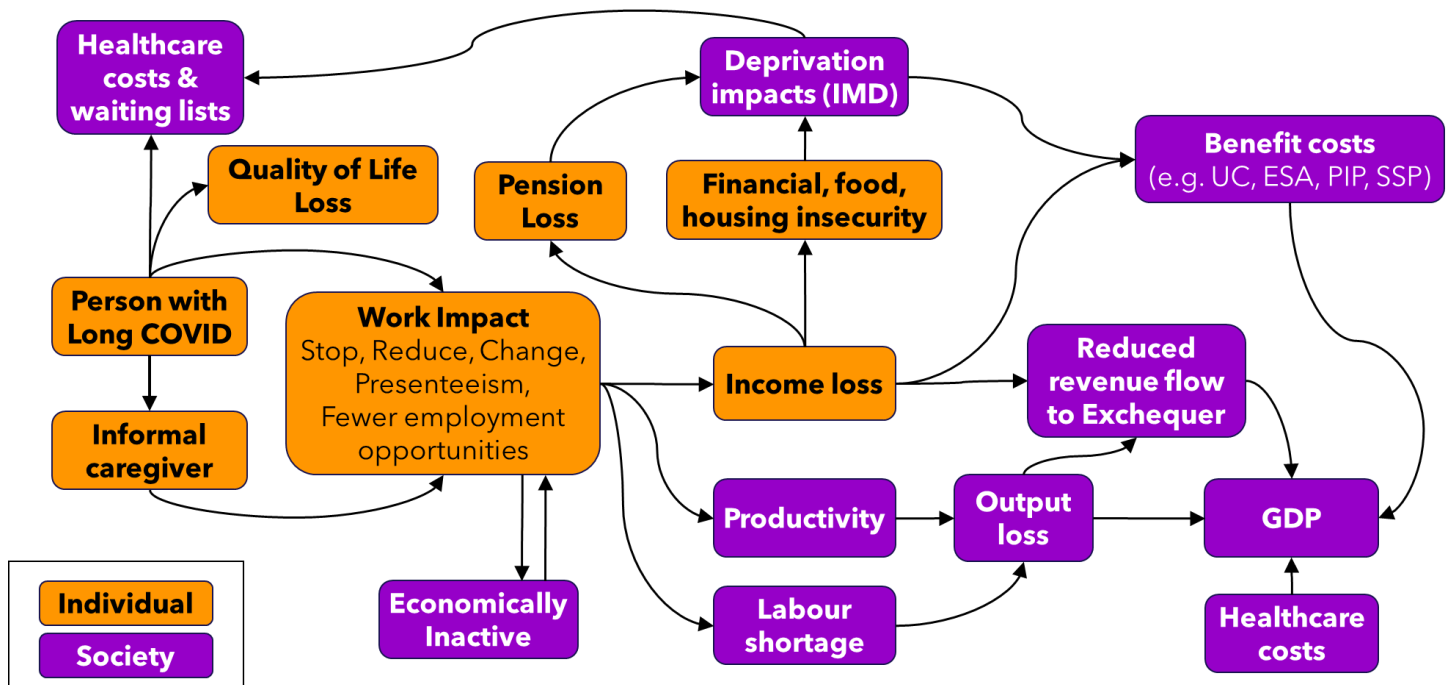 Healthcare
costs &
waiting lists
Deprivation
impacts (IMD)
Benefit costs
(e.g. UC, ESA, PIP, SSP)
Quality of Life
Loss
Pension
Loss
Financial, food,
housing insecurity
Person with
Long COVID
Work Impact
Stop, Reduce, Change,
Presenteeism,
Fewer employment
opportunities
Income loss
Reduced
revenue flow
to Exchequer
Informal
caregiver
Productivity
Output
loss
GDP
Economically
Inactive
Labour
shortage
Healthcare
costs
Individual
Society